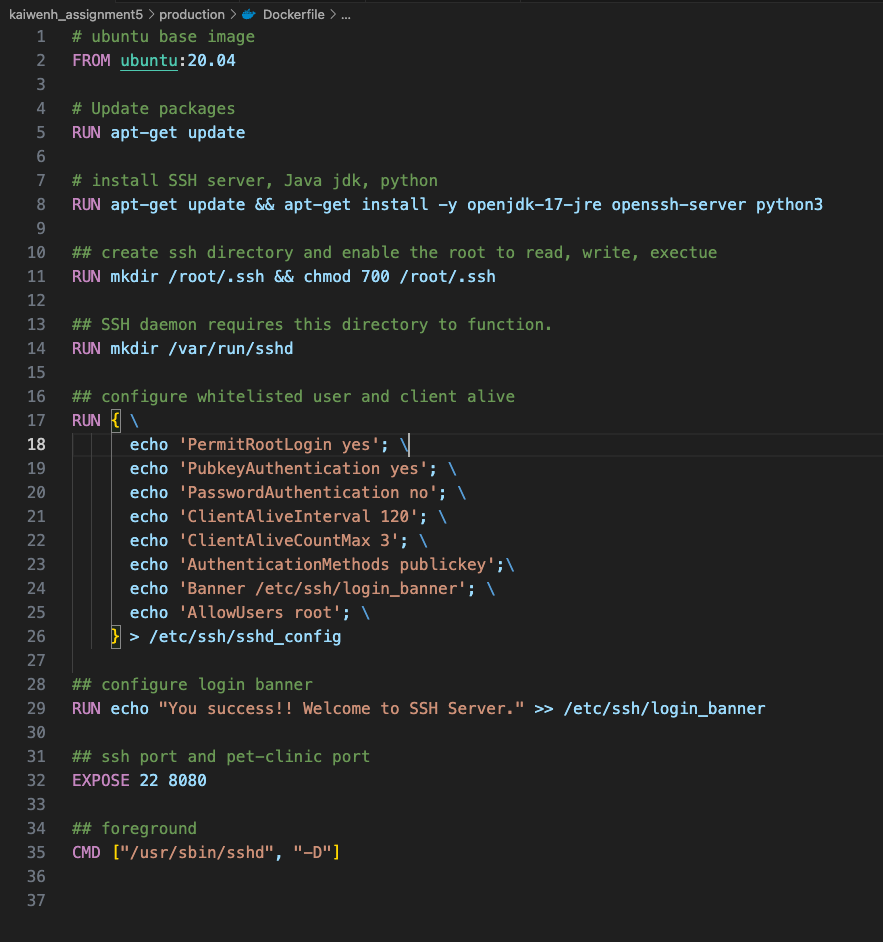 kaiwenh_assignment5 > production > Dockerfile > ...
1 # ubuntu base image
2 FROM ubuntu:20.04
3
4 # Update packages
5 RUN apt-get update
6
7 # install SSH server, Java jdk, python
8 RUN apt-get update && apt-get install -y openjdk-17-jre openssh-server python3
9
10 ## create ssh directory and enable the root to read, write, exectue
11 RUN mkdir /root/.ssh && chmod 700 /root/.ssh
12
13 ## SSH daemon requires this directory to function.
14 RUN mkdir /var/run/sshd
15
16 ## configure whitelisted user and client alive
17 RUN { \
18 echo 'PermitRootLogin yes'; \
19 echo 'PubkeyAuthentication yes'; \
20 echo 'PasswordAuthentication no'; \
21 echo 'ClientAliveInterval 120'; \
22 echo 'ClientAliveCountMax 3'; \
23 echo 'AuthenticationMethods publickey';\
24 echo 'Banner /etc/ssh/login_banner'; \
25 echo 'AllowUsers root'; \
26 } > /etc/ssh/sshd_config
27
28 ## configure login banner
29 RUN echo "You success!! Welcome to SSH Server." >> /etc/ssh/login_banner
30
31 ## ssh port and pet-clinic port
32 EXPOSE 22 8080
33
34 ## foreground
35 CMD ["/usr/sbin/sshd", "-D"]
36
37